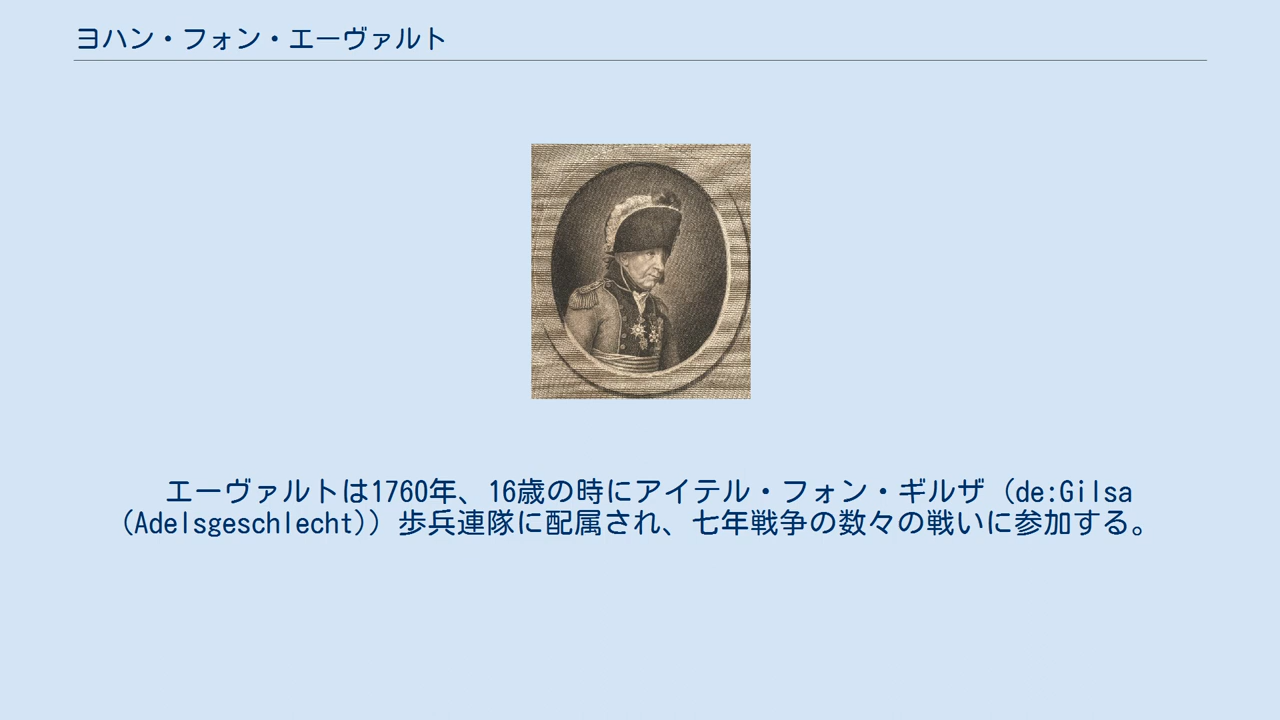 ヨハン・フォン・エーヴァルト
エーヴァルトは1760年、16歳の時にアイテル・フォン・ギルザ（de:Gilsa
(Adelsgeschlecht)）歩兵連隊に配属され、七年戦争の数々の戦いに参加する。